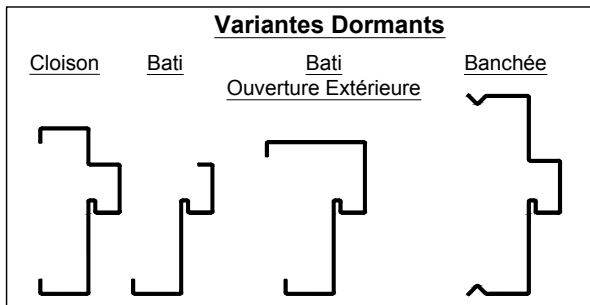 Variantes Dormants
Cloison
Bati
Bati
Ouverture Extérieure
Banchée